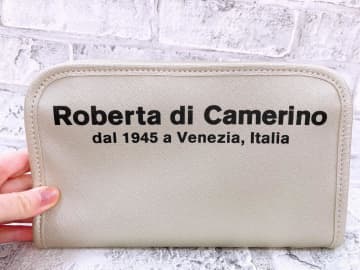 Roberta di Camerino
dal 1945 a Venezia, Italia